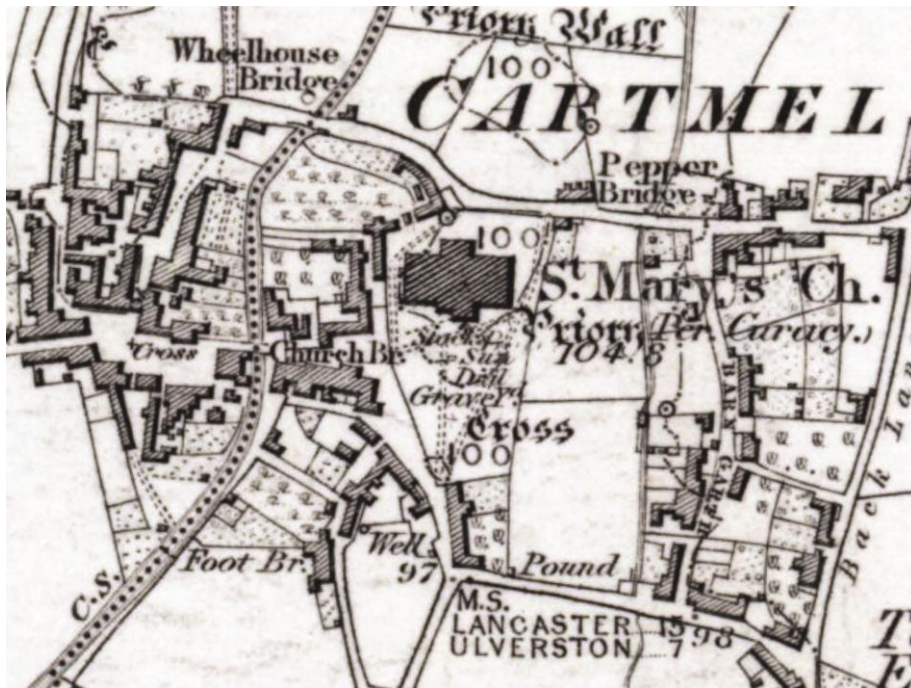 Priory Wall
Wheelhouse
Bridge
100
CARTMEL
Pepper
Bridge
100
St. Mary's Ch.
Priory (Per. Curacy.)
104.6
Cross
Church Br.
Stocks
Sun
Dial
Grave Yd.
Cross
100
BARN GARTH
Back Lan
Foot Br.
Well
97
Pound
C.S.
M.S.
LANCASTER 15
ULVERSTON 7
98